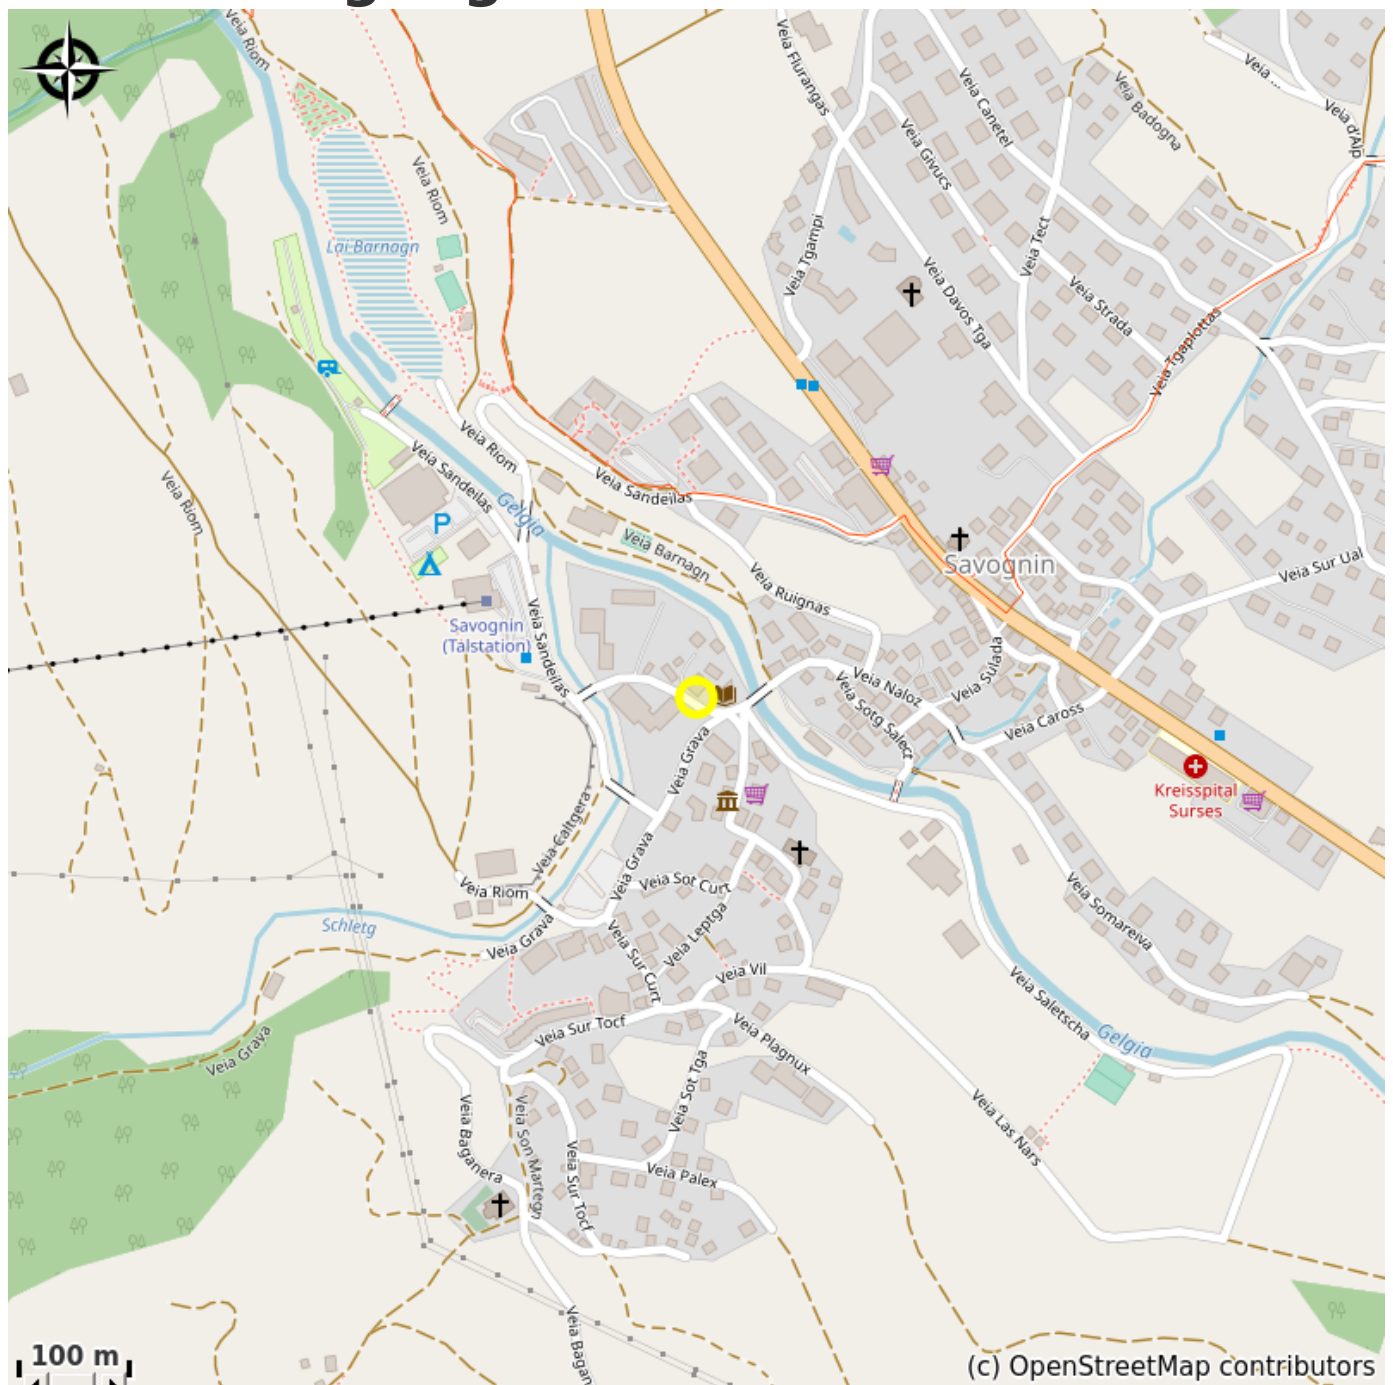 Veia Riom
Veia Flurangas
Veia Canetel
Veia ...
Veia Badogna
Veia d'Alp
Veia Givucs
Veia Riom
Lai Barnagn
Veia Tgampi
Veia Tect
Veia Davos Tga
Veia Strada
Veia Tgaplottas
Veia Riom
Veia Sandeilas
Veia Riom
Veia Sandeilas
Gelgia
P
Veia Barnagn
Savognin
Veia Sur Ual
Veia Ruignas
Savognin
(Talstation)
Veia Sandeilas
Veia Naloz
Veia Sulada
Veia Sotg Salect
Veia Caross
Veia Grava
Kreisspital
Surses
Veia Caltgera
Veia Grava
Veia Sot Curt
Veia Riom
Veia Leptga
Veia Somareiva
Schletg
Veia Grava
Veia Sur Curt
Veia Vil
Veia Saletscha
Veia Sur Tocf
Veia Plagnux
Gelgia
Veia Grava
Veia Sot Tga
Veia Las Nars
Veia Baganera
Veia Son Martegn
Veia Sur Tocf
Veia Palex
Veia Bagan
100 m
(c) OpenStreetMap contributors